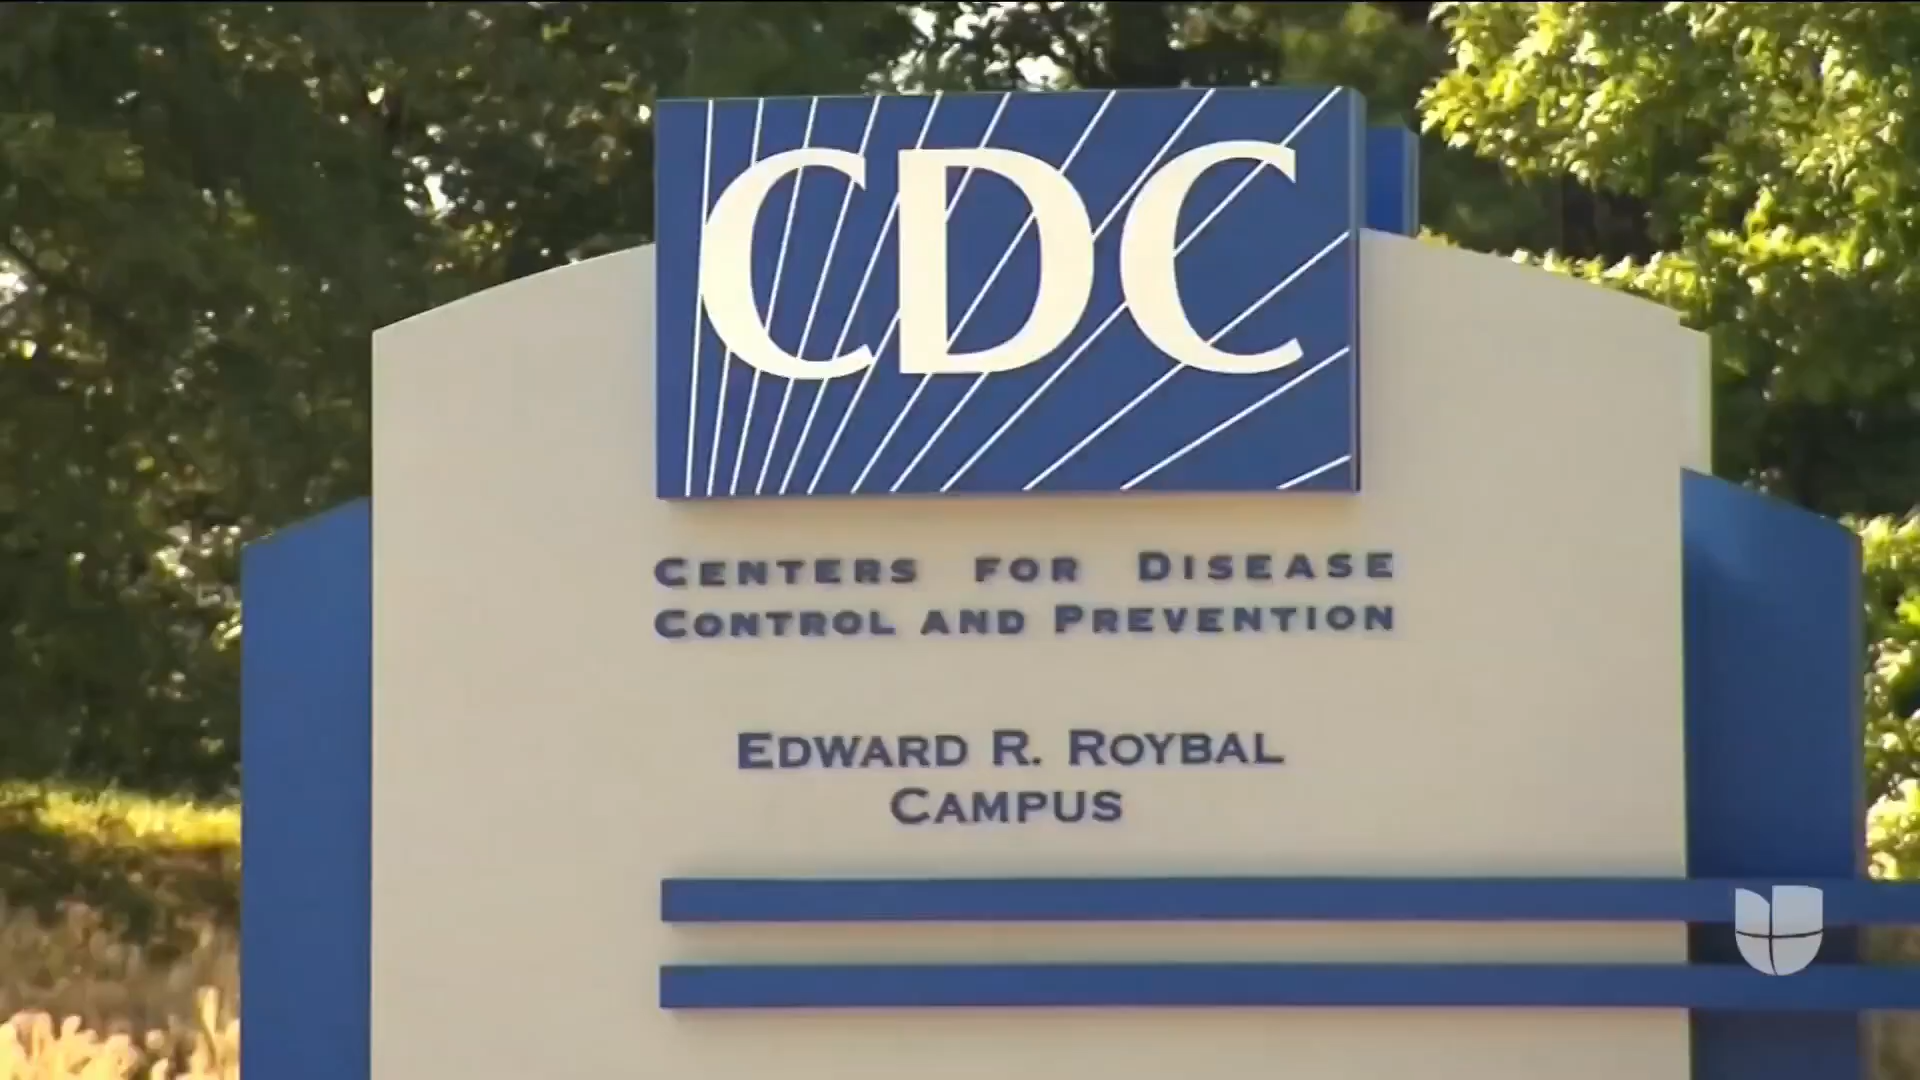 CDC
CENTERS FOR DISEASE
CONTROL AND PREVENTION
EDWARD R. ROYBAL
CAMPUS